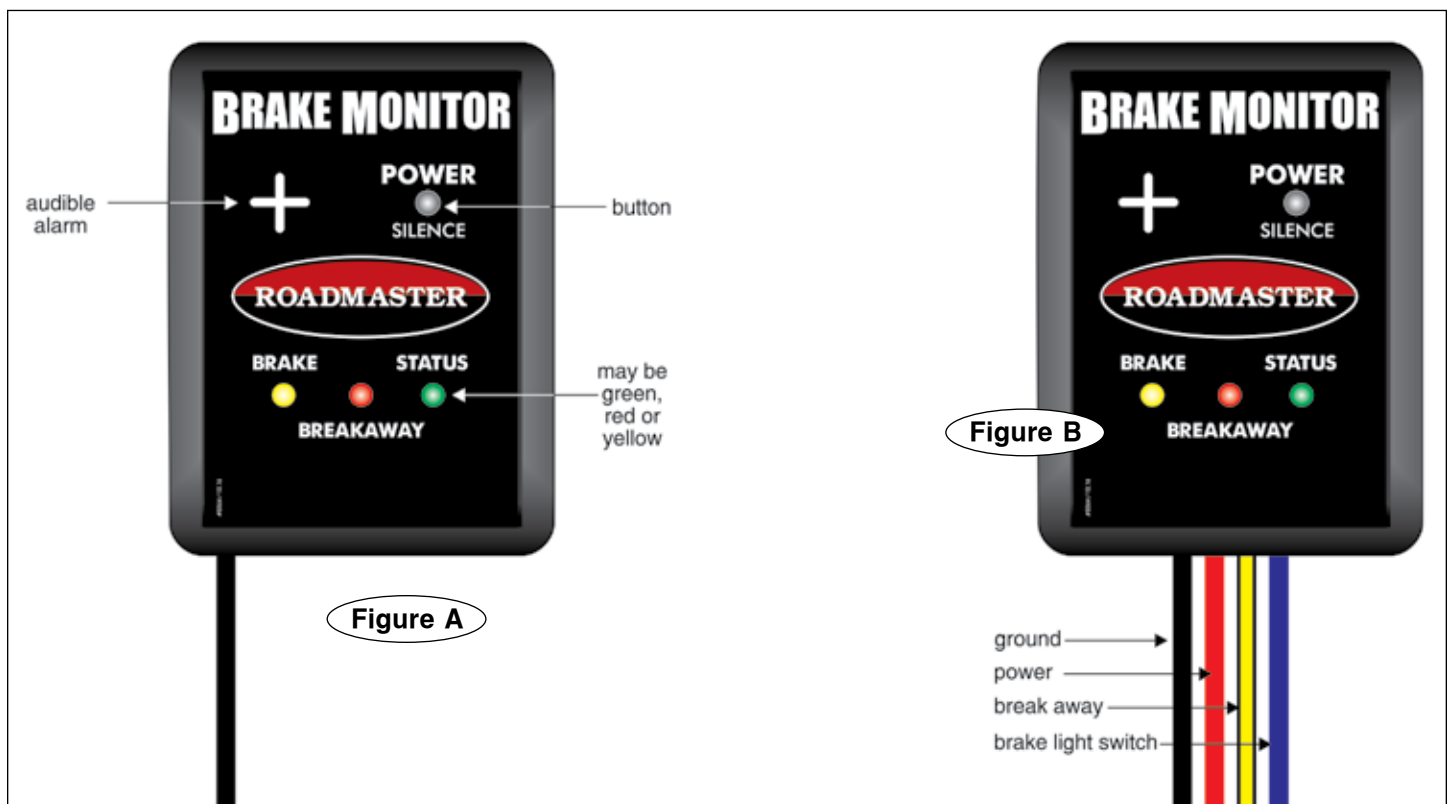 BRAKE MONITOR
audible
alarm
POWER
button
SILENCE
ROADMASTER
BRAKE
STATUS
may be
green,
red or
yellow
BREAKAWAY
Figure A
BRAKE MONITOR
POWER
SILENCE
ROADMASTER
BRAKE
STATUS
BREAKAWAY
Figure B
ground
power
break away
brake light switch